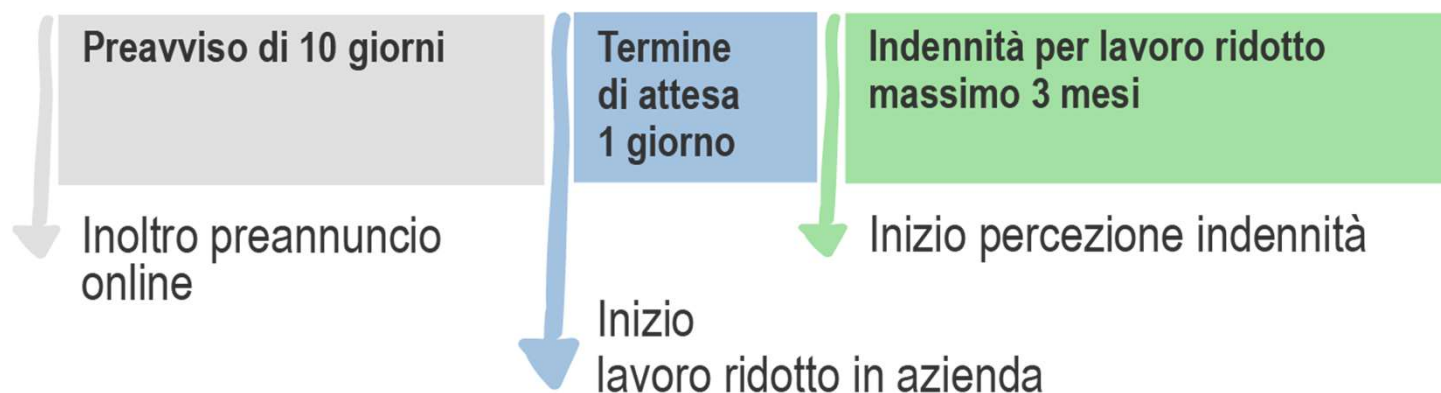 Preavviso di 10 giorni
Termine
di attesa
1 giorno
Indennità per lavoro ridotto
massimo 3 mesi
Inoltro preannuncio
online
Inizio
lavoro ridotto in azienda
Inizio percezione indennità